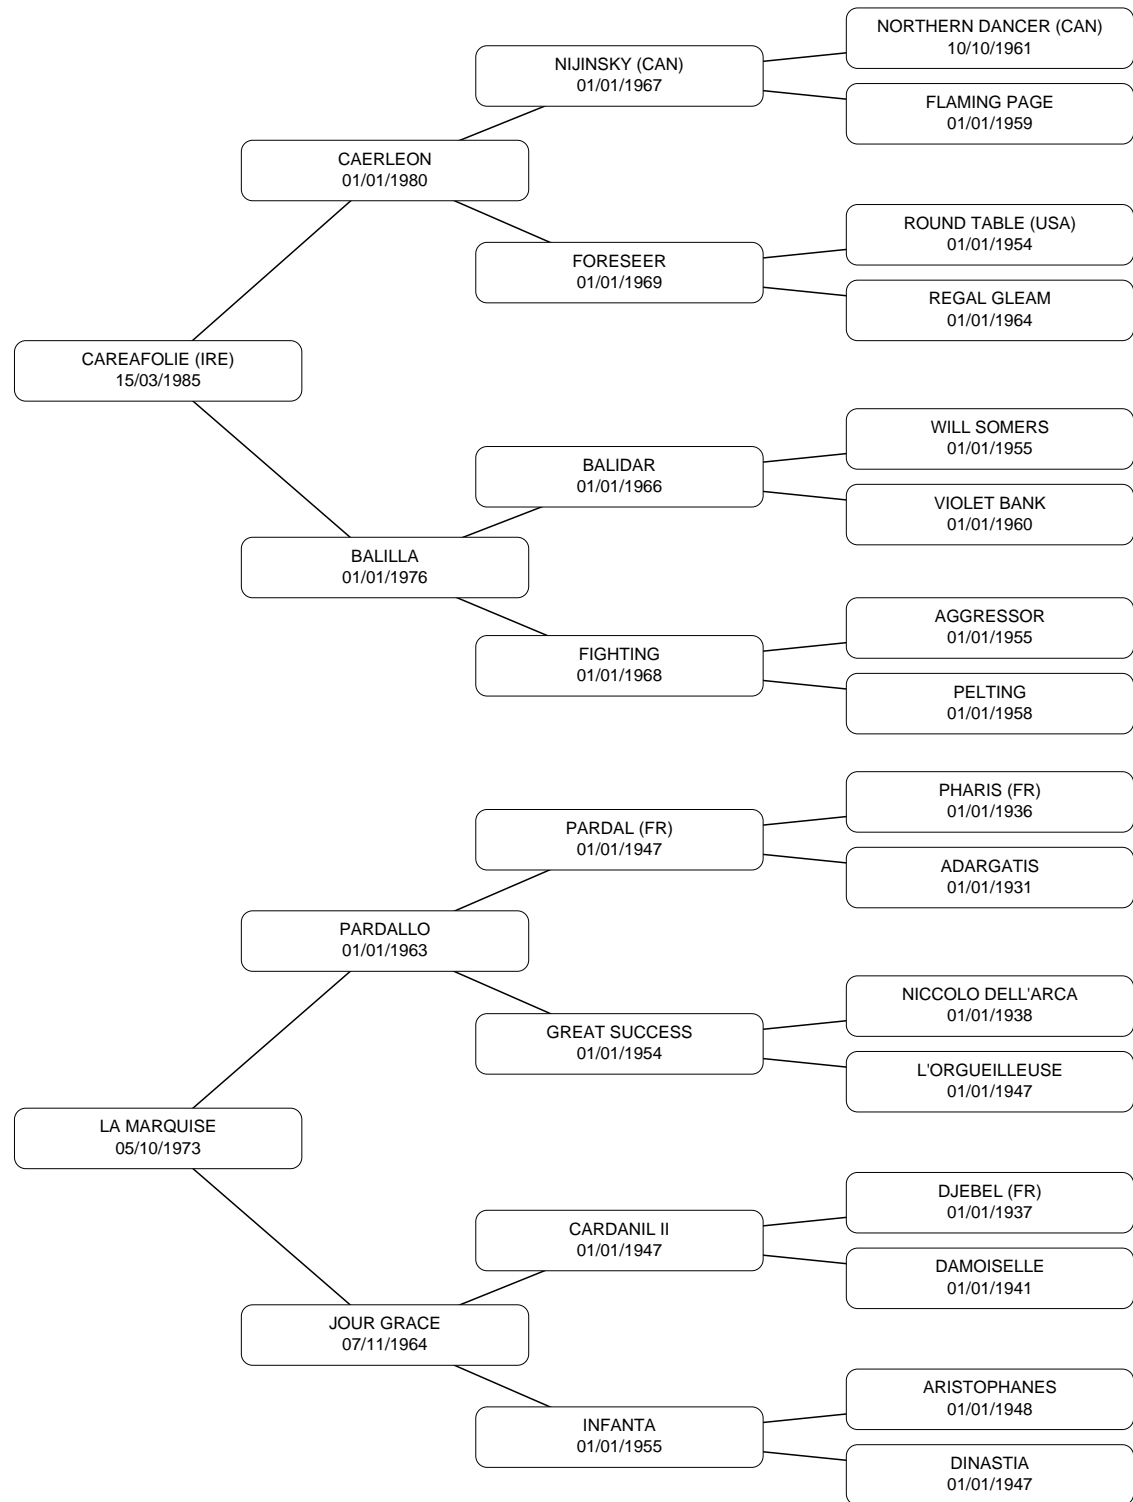 NORTHERN DANCER (CAN)
10/10/1961
NIJINSKY (CAN)
01/01/1967
FLAMING PAGE
01/01/1959
CAERLEON
01/01/1980
ROUND TABLE (USA)
01/01/1954
FORESEER
01/01/1969
REGAL GLEAM
01/01/1964
CAREAFOLIE (IRE)
15/03/1985
WILL SOMERS
01/01/1955
BALIDAR
01/01/1966
VIOLET BANK
01/01/1960
BALILLA
01/01/1976
AGGRESSOR
01/01/1955
FIGHTING
01/01/1968
PELTING
01/01/1958
PHARIS (FR)
01/01/1936
PARDAL (FR)
01/01/1947
ADARGATIS
01/01/1931
PARDALLO
01/01/1963
NICCOLO DELL'ARCA
01/01/1938
GREAT SUCCESS
01/01/1954
L'ORGUEILLEUSE
01/01/1947
LA MARQUISE
05/10/1973
DJEBEL (FR)
01/01/1937
CARDANIL II
01/01/1947
DAMOISELLE
01/01/1941
JOUR GRACE
07/11/1964
ARISTOPHANES
01/01/1948
INFANTA
01/01/1955
DINASTIA
01/01/1947